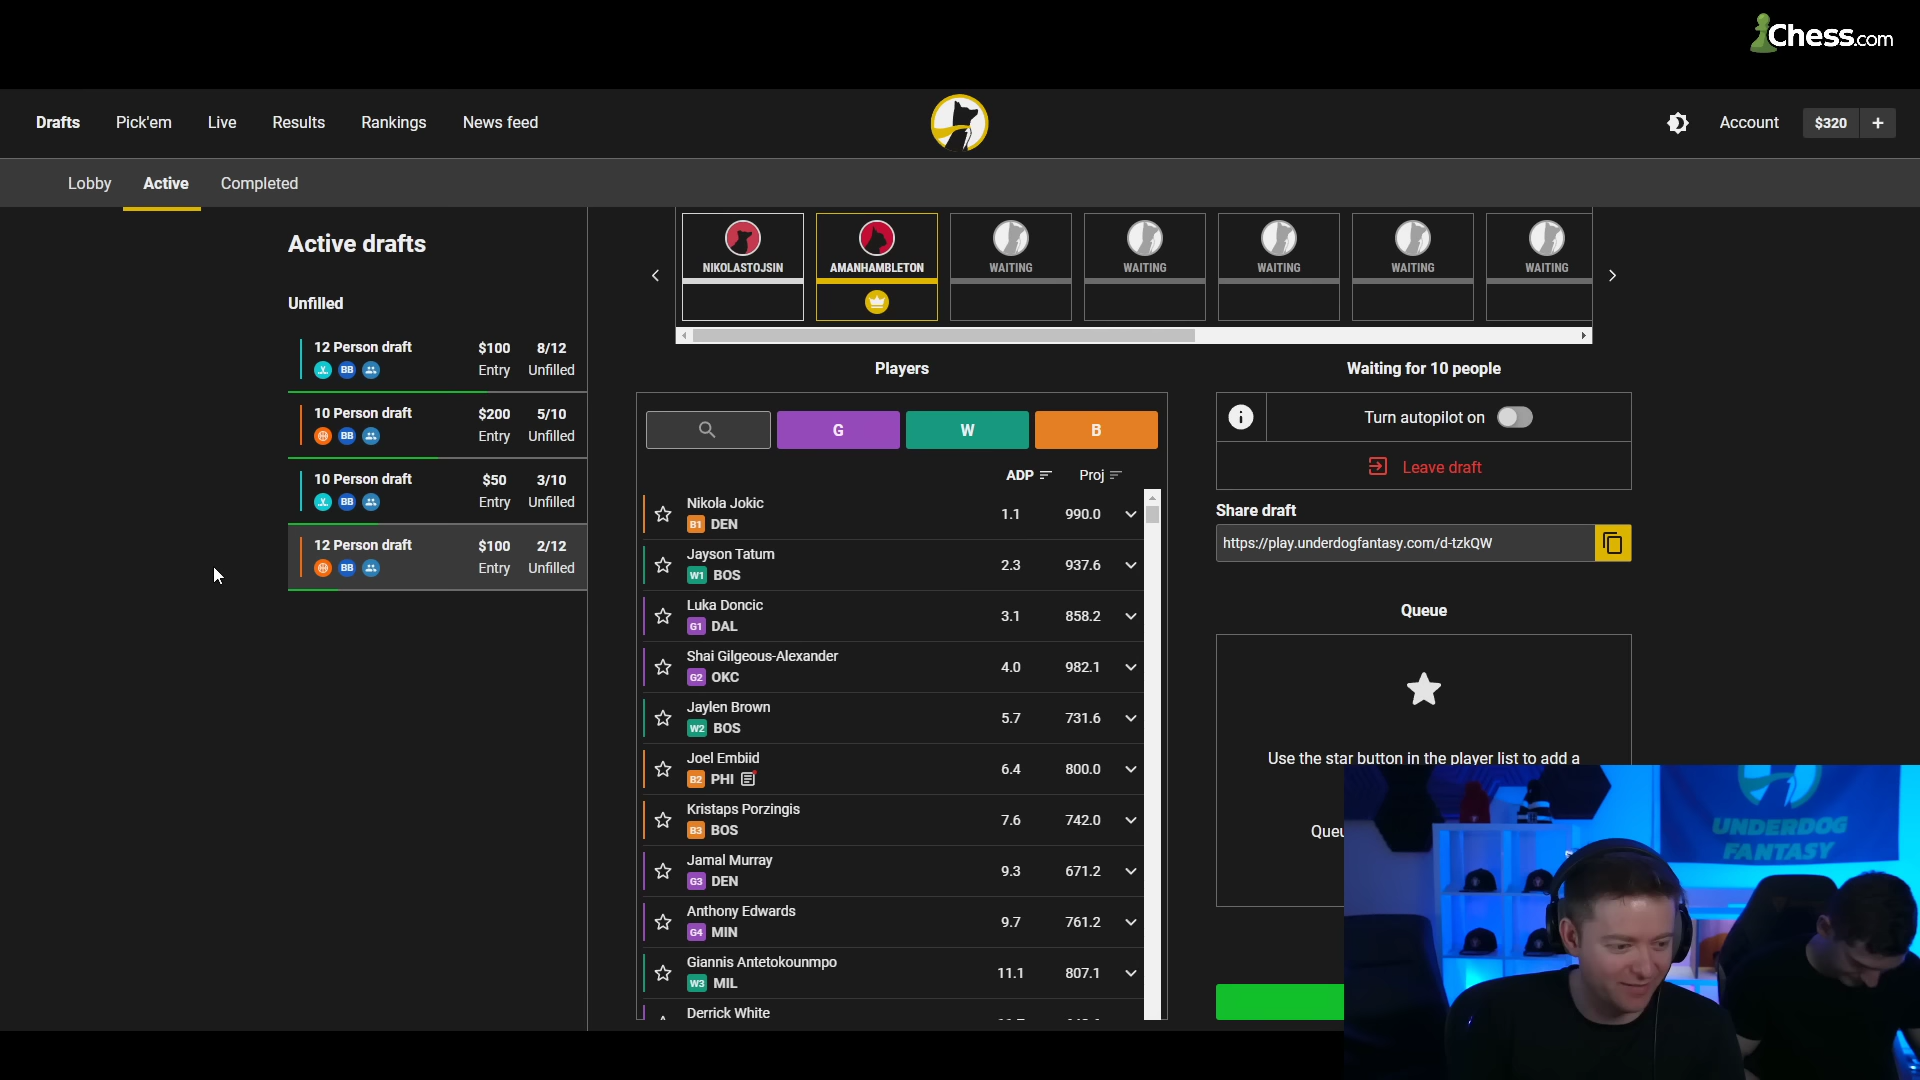 Chess.com
Drafts
Pick'em
Live
Results
Rankings
News feed
Account
$320
+
Lobby
Active
Completed
Active drafts
Unfilled
12 Person draft
$100
8/12
BB
Entry
Unfilled
10 Person draft
$200
5/10
BB
Entry
Unfilled
10 Person draft
$50
3/10
BB
Entry
Unfilled
12 Person draft
$100
2/12
BB
Entry
Unfilled
NIKOLASTOJSIN
AMANHAMBLETON
WAITING
WAITING
WAITING
WAITING
WAITING
Players
G
W
B
ADP
Proj
Nikola Jokic
B1 DEN
1.1
990.0
Jayson Tatum
W1 BOS
2.3
937.6
Luka Doncic
G1 DAL
3.1
858.2
Shai Gilgeous-Alexander
G2 OKC
4.0
982.1
Jaylen Brown
W2 BOS
5.7
731.6
Joel Embiid
B2 PHI
6.4
800.0
Kristaps Porzingis
B3 BOS
7.6
742.0
Jamal Murray
G3 DEN
9.3
671.2
Anthony Edwards
G4 MIN
9.7
761.2
Giannis Antetokounmpo
W3 MIL
11.1
807.1
Derrick White
Waiting for 10 people
Turn autopilot on
Leave draft
Share draft
https://play.underdogfantasy.com/d-tzkQW
Queue
Use the star button in the player list to add a
UNDERDOG
FANTASY